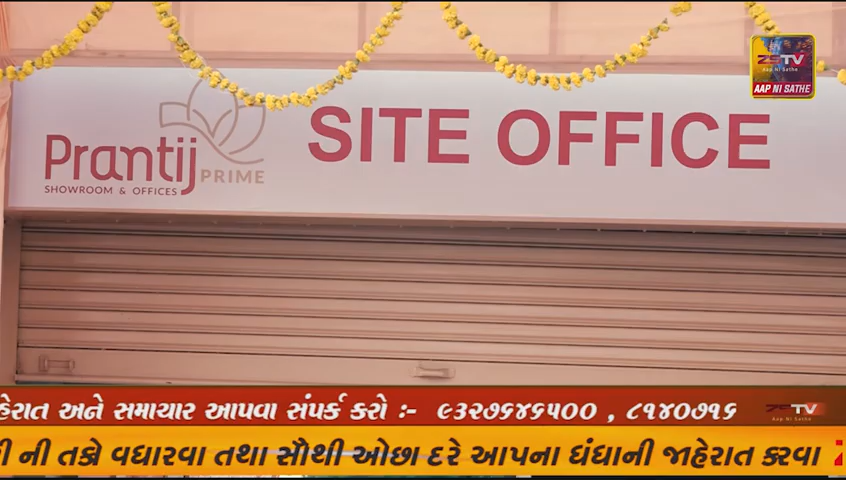 ZSTV
Aap Ni Sathe
AAP NI SATHE
Prantij
PRIME
SHOWROOM & OFFICES
SITE OFFICE
હેરાત અને સમાચાર આપવા સંપર્ક કરો :- ૯૩૨૭૬૪૬૫૦૦ , ૮૧૪૦૭૧૬
ની તકો વધારવા તથા સૌથી ઓછા દરે આપના ધંધાની જાહેરાત કરવા